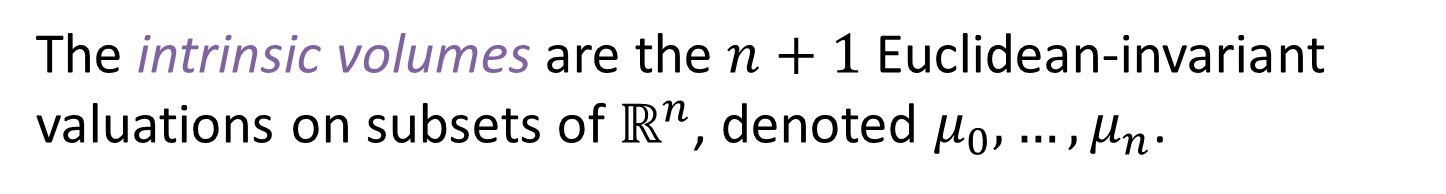 The intrinsic volumes are the n + 1 Euclidean-invariant
valuations on subsets of ℝⁿ, denoted μ₀, … , μₙ.